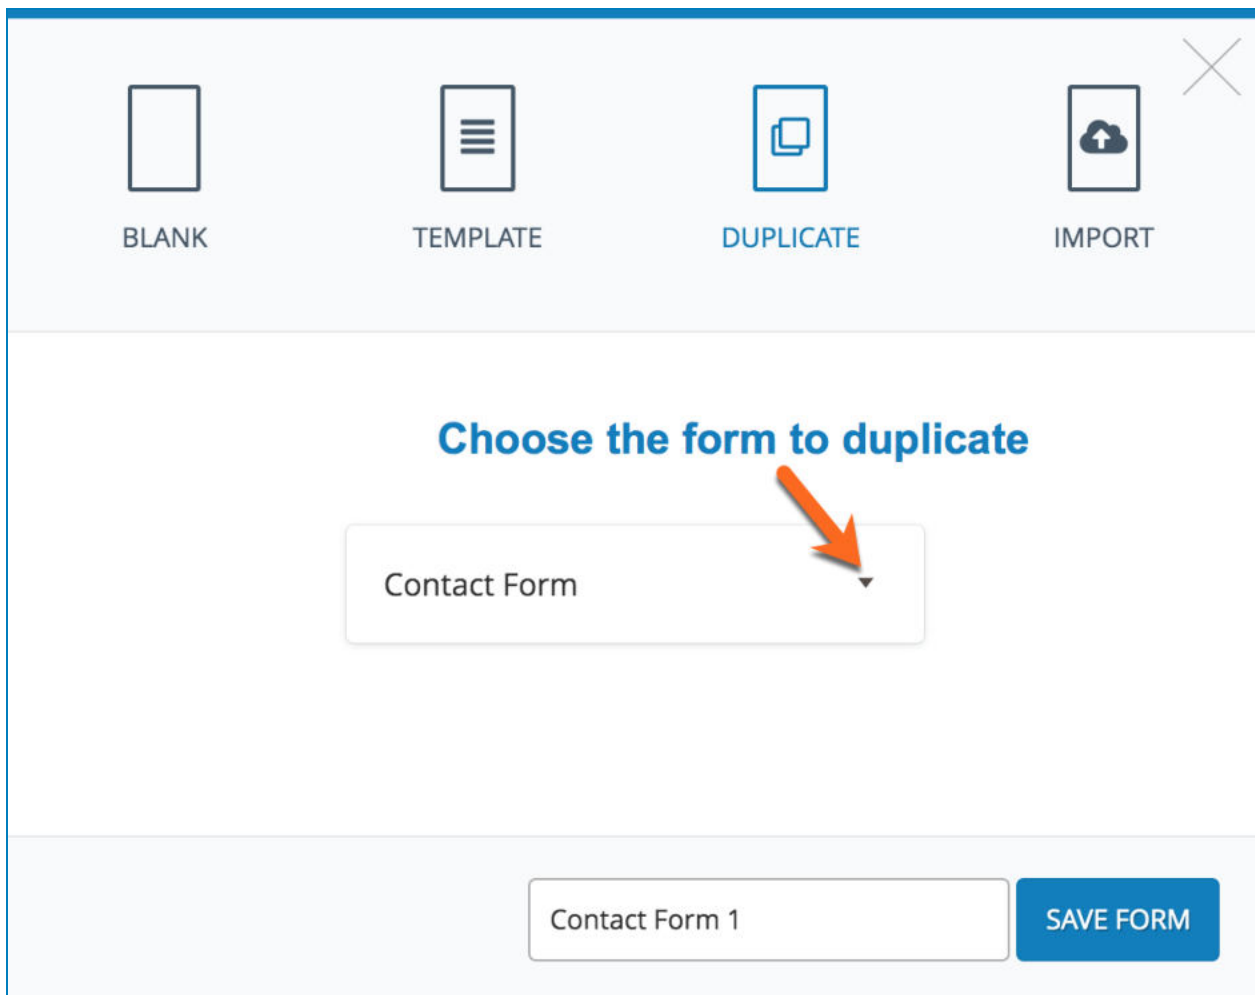 BLANK
TEMPLATE
DUPLICATE
IMPORT
Choose the form to duplicate
Contact Form
Contact Form 1
SAVE FORM